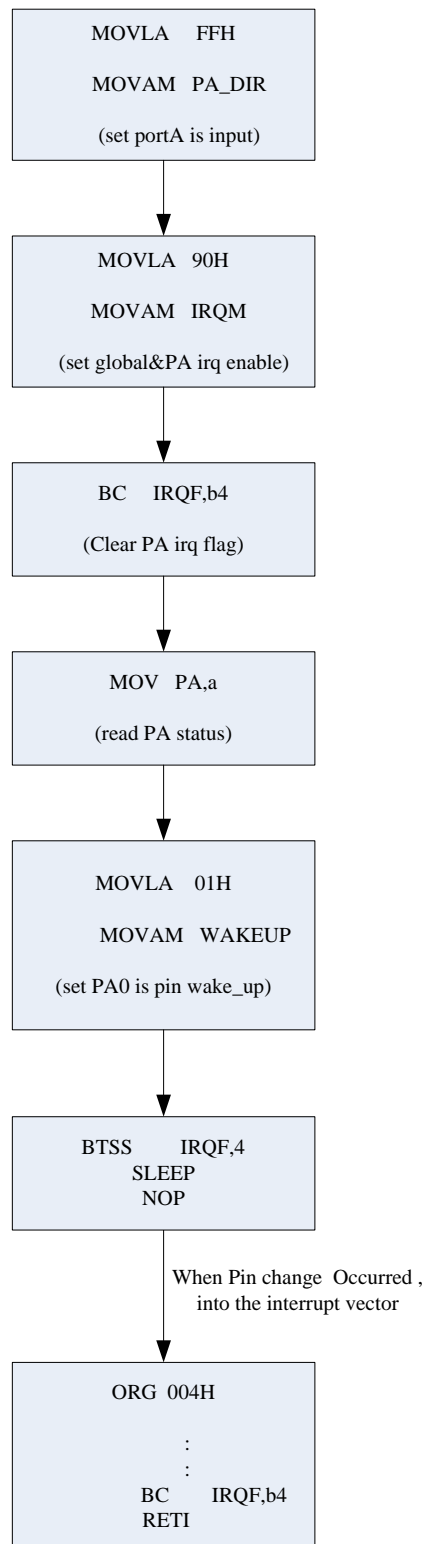 MOVLA FFH
MOVAM PA_DIR
(set portA is input)
MOVLA 90H
MOVAM IRQM
(set global&PA irq enable)
BC IRQF,b4
(Clear PA irq flag)
MOV PA,a
(read PA status)
MOVLA 01H
MOVAM WAKEUP
(set PA0 is pin wake_up)
BTSS IRQF,4
SLEEP
NOP
When Pin change Occurred ,
into the interrupt vector
ORG 004H
:
:
BC IRQF,b4
RETI